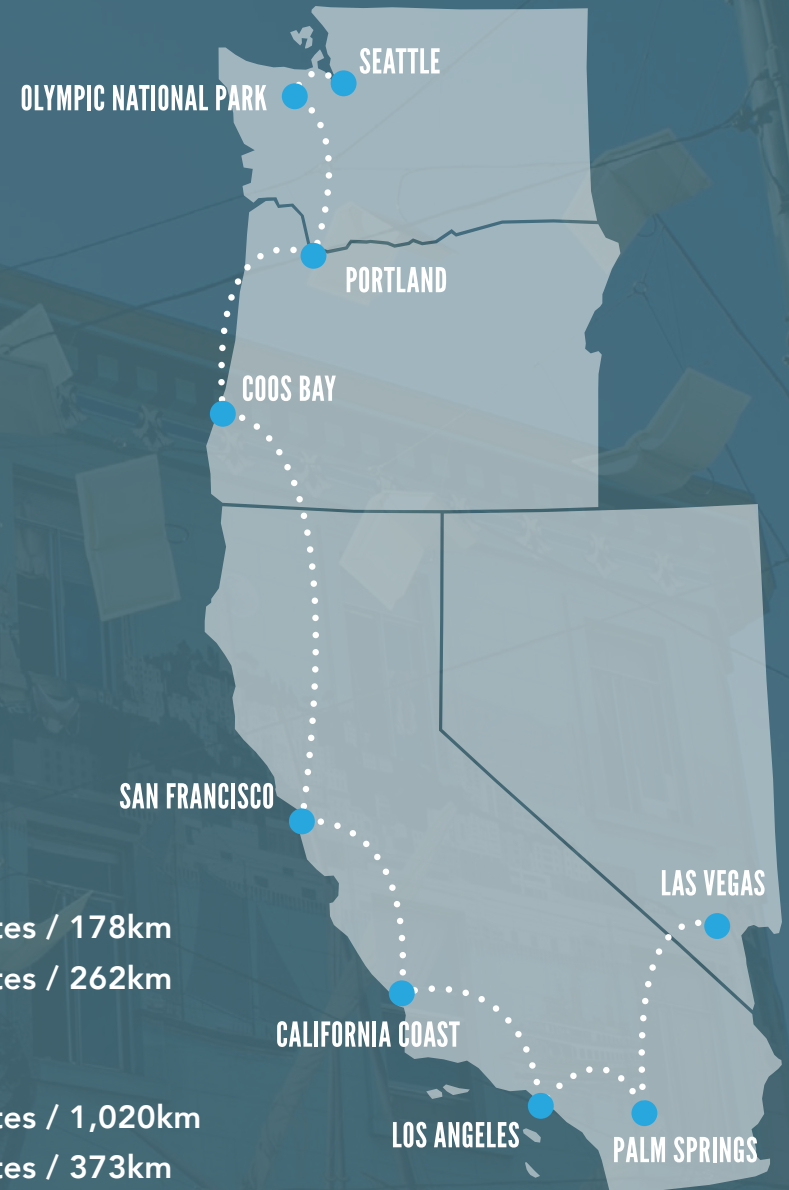 SEATTLE
OLYMPIC NATIONAL PARK
PORTLAND
COOS BAY
SAN FRANCISCO
LAS VEGAS
tes / 178km
tes / 262km
CALIFORNIA COAST
tes / 1,020km
LOS ANGELES
PALM SPRINGS
tes / 373km